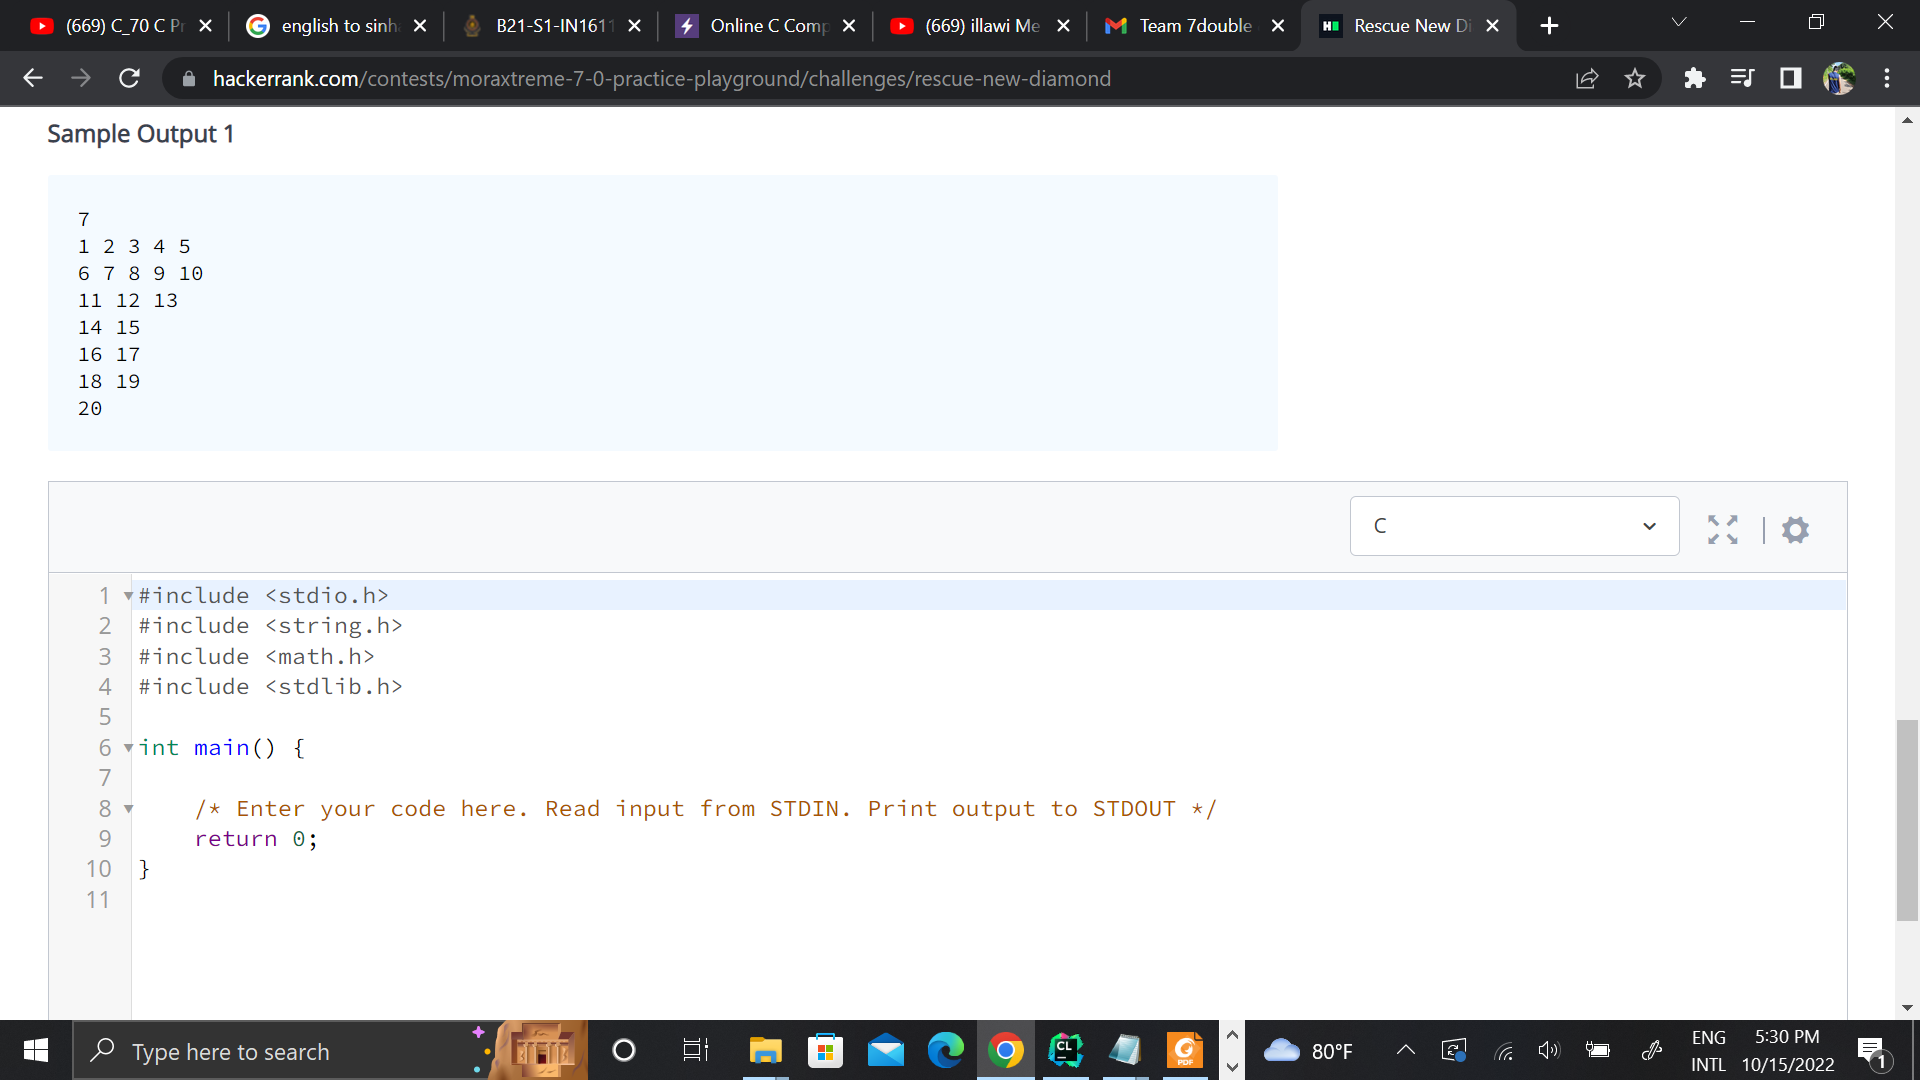 (669) C_70 C Pr
english to sinh
B21-S1-IN1611
Online C Comp
(669) illawi Me
Team 7double
Rescue New Di
hackerrank.com/contests/moraxtreme-7-0-practice-playground/challenges/rescue-new-diamond
Sample Output 1
7
1 2 3 4 5
6 7 8 9 10
11 12 13
14 15
16 17
18 19
20
C
1 #include <stdio.h>
2 #include <string.h>
3 #include <math.h>
4 #include <stdlib.h>
5
6 int main() {
7
8 /* Enter your code here. Read input from STDIN. Print output to STDOUT */
9 return 0;
10 }
11
Type here to search
CL
PDF
80°F
ENG
INTL
5:30 PM
10/15/2022
1